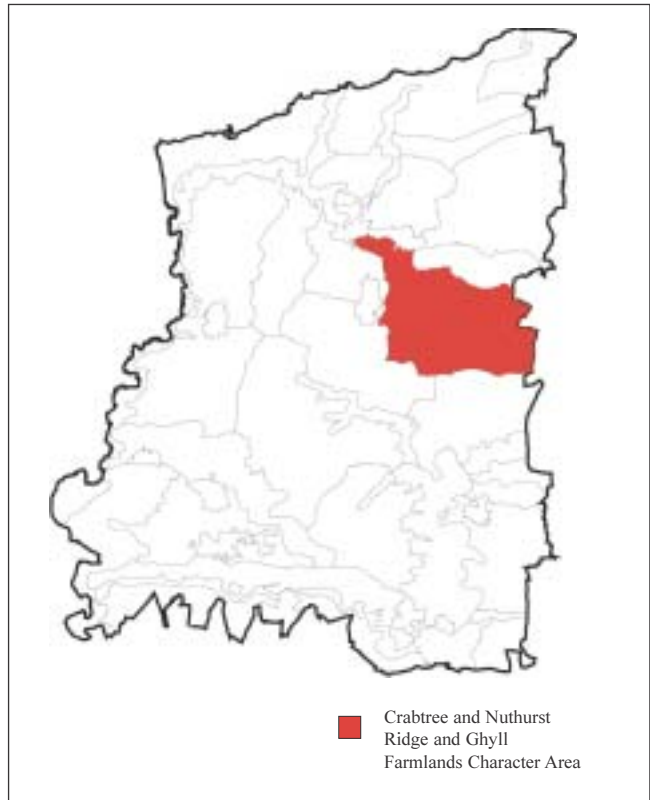 Crabtree and Nuthurst
Ridge and Ghyll
Farmlands Character Area